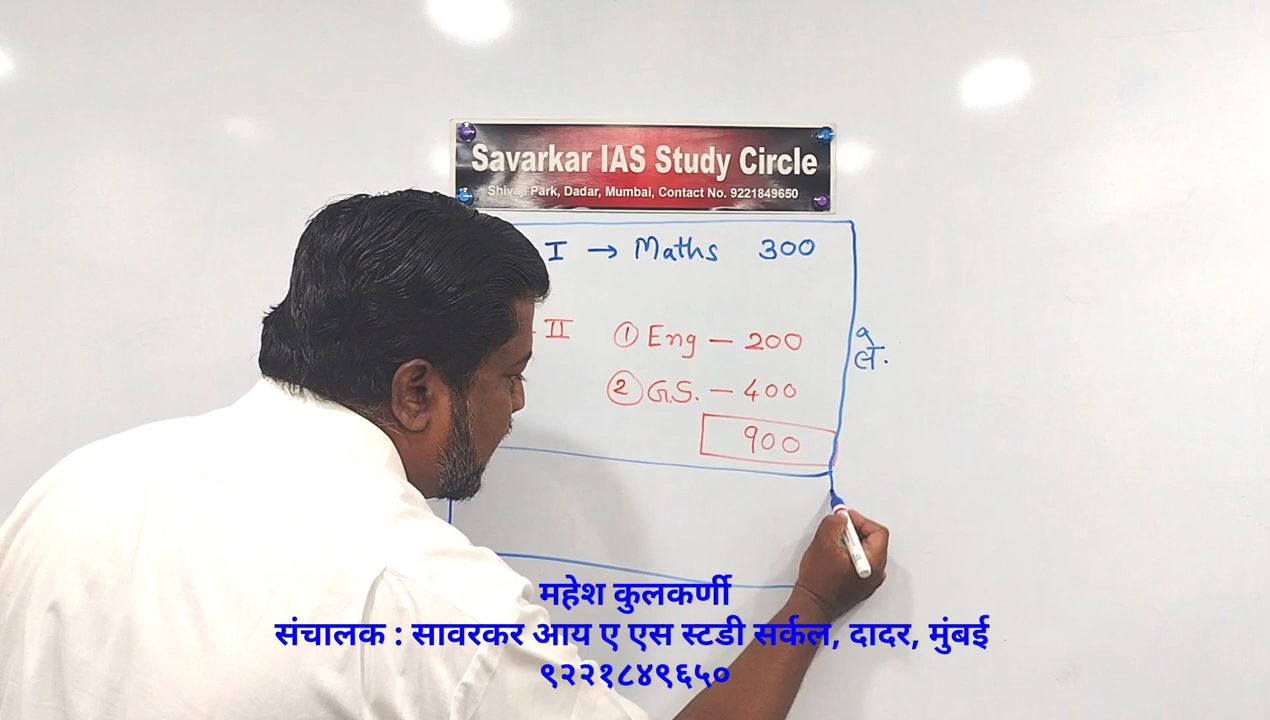 Savarkar IAS Study Circle
Shivaji Park, Dadar, Mumbai, Contact No. 9221849650
I → Maths 300
II ① Eng — 200
② G.S. — 400
900
ले.
महेश कुलकर्णी
संचालक : सावरकर आय ए एस स्टडी सर्कल, दादर, मुंबई
९२२१८४९६५०